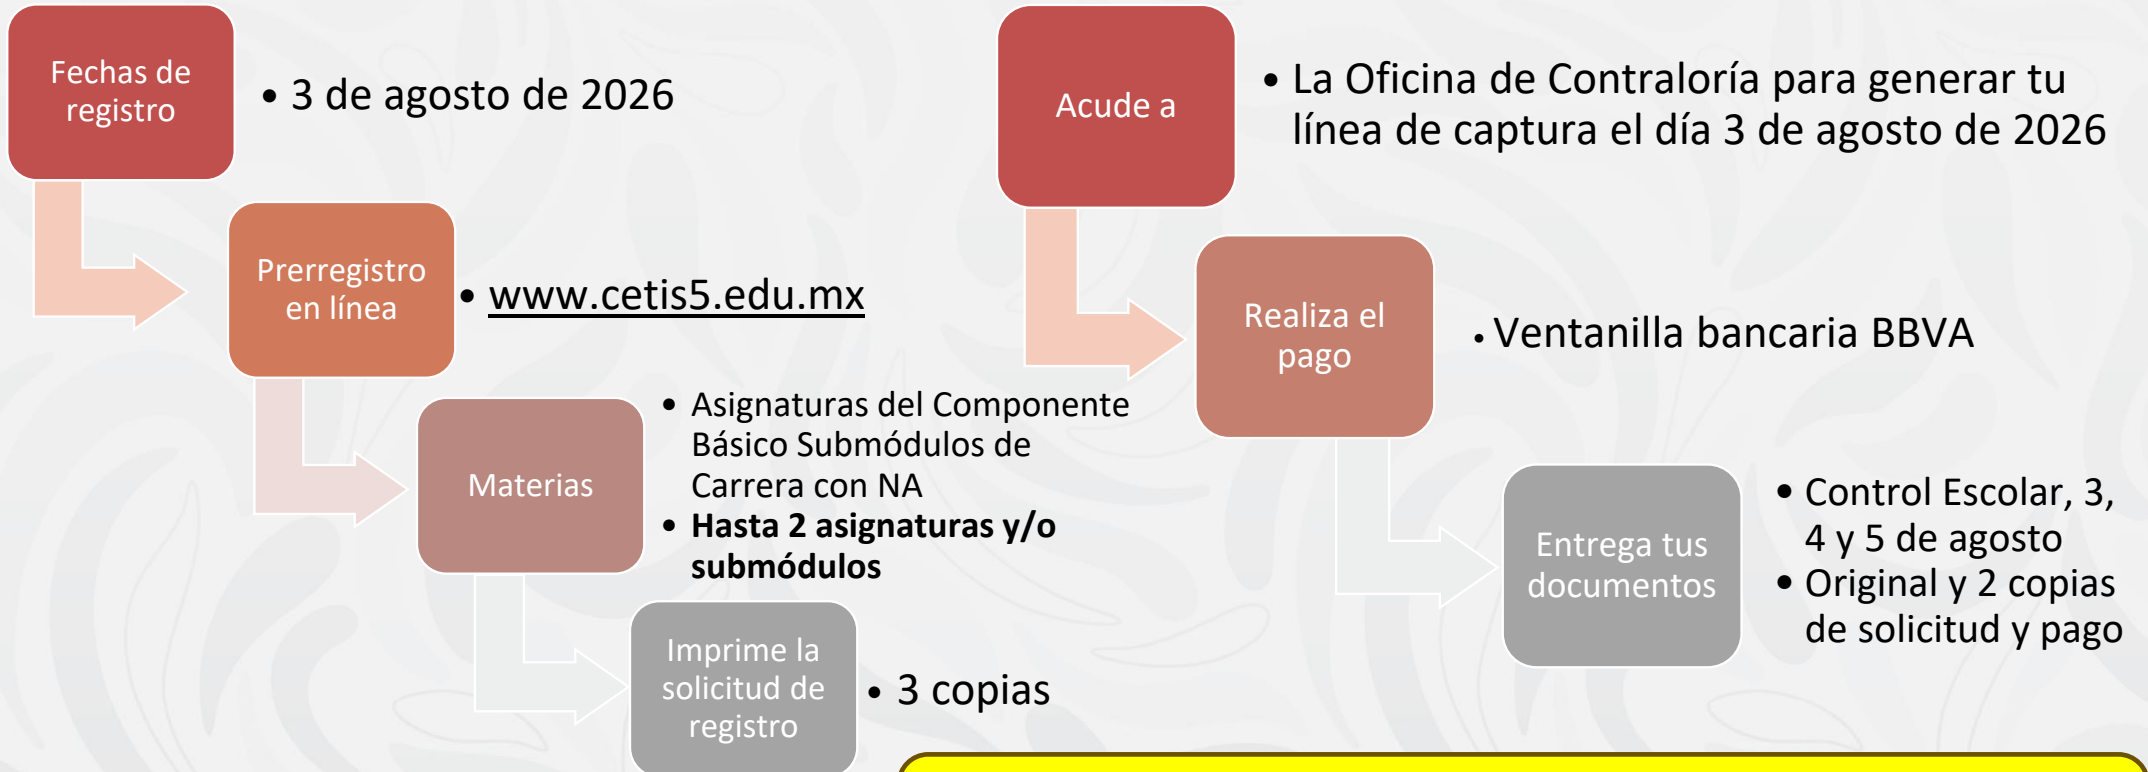 Fechas de
registro
• 3 de agosto de 2026
Prerregistro
en línea
• www.cetis5.edu.mx
Materias
• Asignaturas del Componente
Básico Submódulos de
Carrera con NA
• Hasta 2 asignaturas y/o
submódulos
Imprime la
solicitud de
registro
• 3 copias
Acude a
• La Oficina de Contraloría para generar tu
línea de captura el día 3 de agosto de 2026
Realiza el
pago
• Ventanilla bancaria BBVA
Entrega tus
documentos
• Control Escolar, 3,
4 y 5 de agosto
• Original y 2 copias
de solicitud y pago